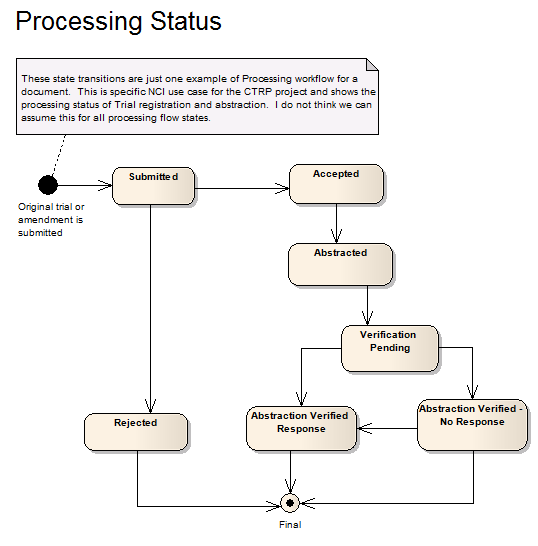 Processing Status
These state transitions are just one example of Processing workflow for a
document.  This is specific NCI use case for the CTRP project and shows the
processing status of Trial registration and abstraction.  I do not think we can
assume this for all processing flow states.
Submitted
Accepted
Original trial or
amendment is
submitted
Abstracted
Verification
Pending
Rejected
Abstraction Verified
Response
Abstraction Verified -
No Response
Final